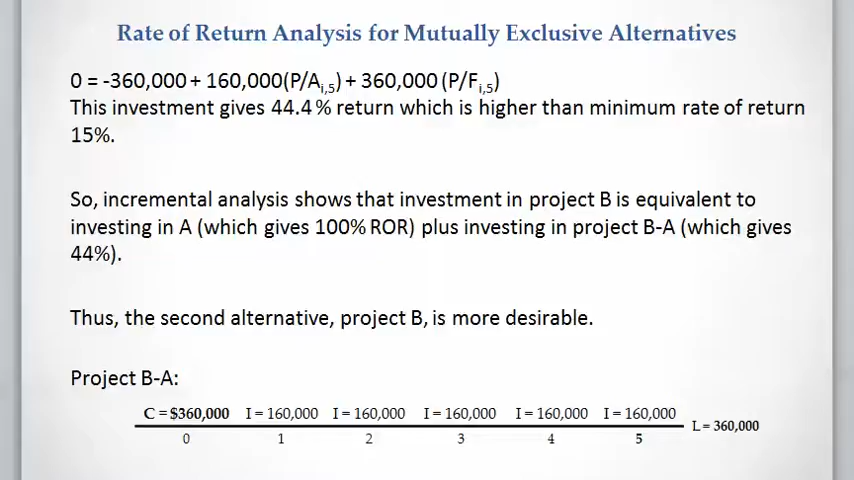 Rate of Return Analysis for Mutually Exclusive Alternatives
0 = -360,000 + 160,000(P/Ai,5) + 360,000 (P/Fi,5)
This investment gives 44.4% return which is higher than minimum rate of return
15%.
So, incremental analysis shows that investment in project B is equivalent to
investing in A (which gives 100% ROR) plus investing in project B-A (which gives
44%).
Thus, the second alternative, project B, is more desirable.
Project B-A:
C = $360,000 I = 160,000 I = 160,000 I = 160,000 I = 160,000 I = 160,000
L = 360,000
0 1 2 3 4 5